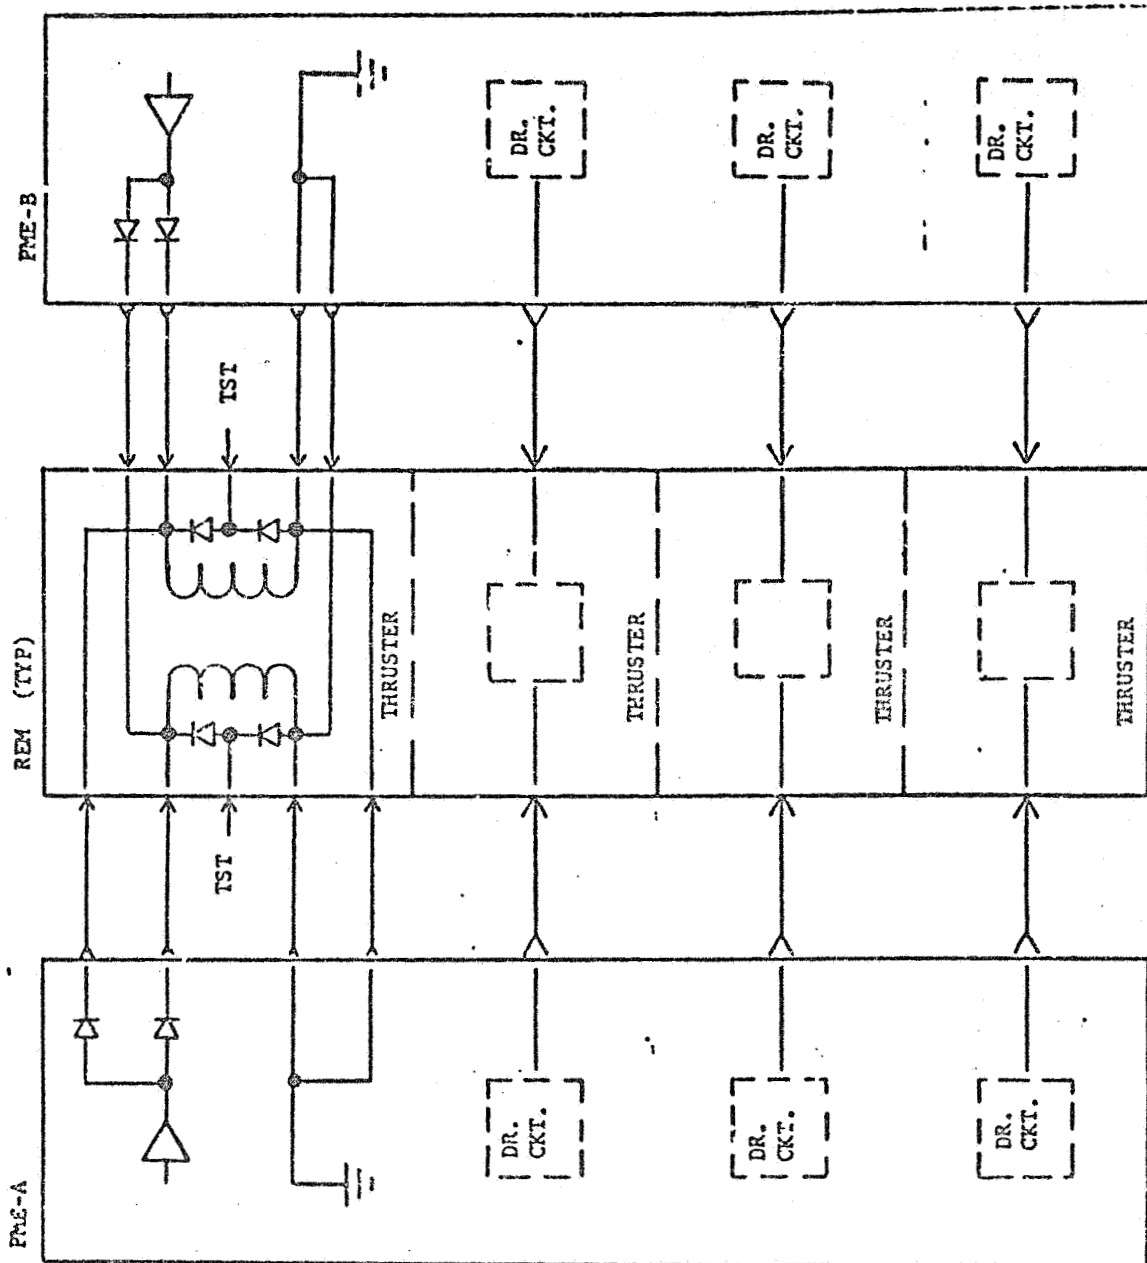 PME-A
REM (TYP)
PME-B
TST
TST
THRUSTER
DR.
CKT.
THRUSTER
DR.
CKT.
DR.
CKT.
THRUSTER
DR.
CKT.
DR.
CKT.
THRUSTER
DR.
CKT.